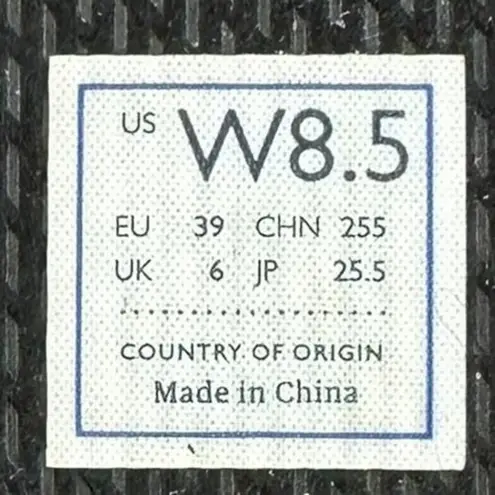 US W8.5
EU 39 CHN 255
UK 6 JP 25.5
COUNTRY OF ORIGIN
Made in China